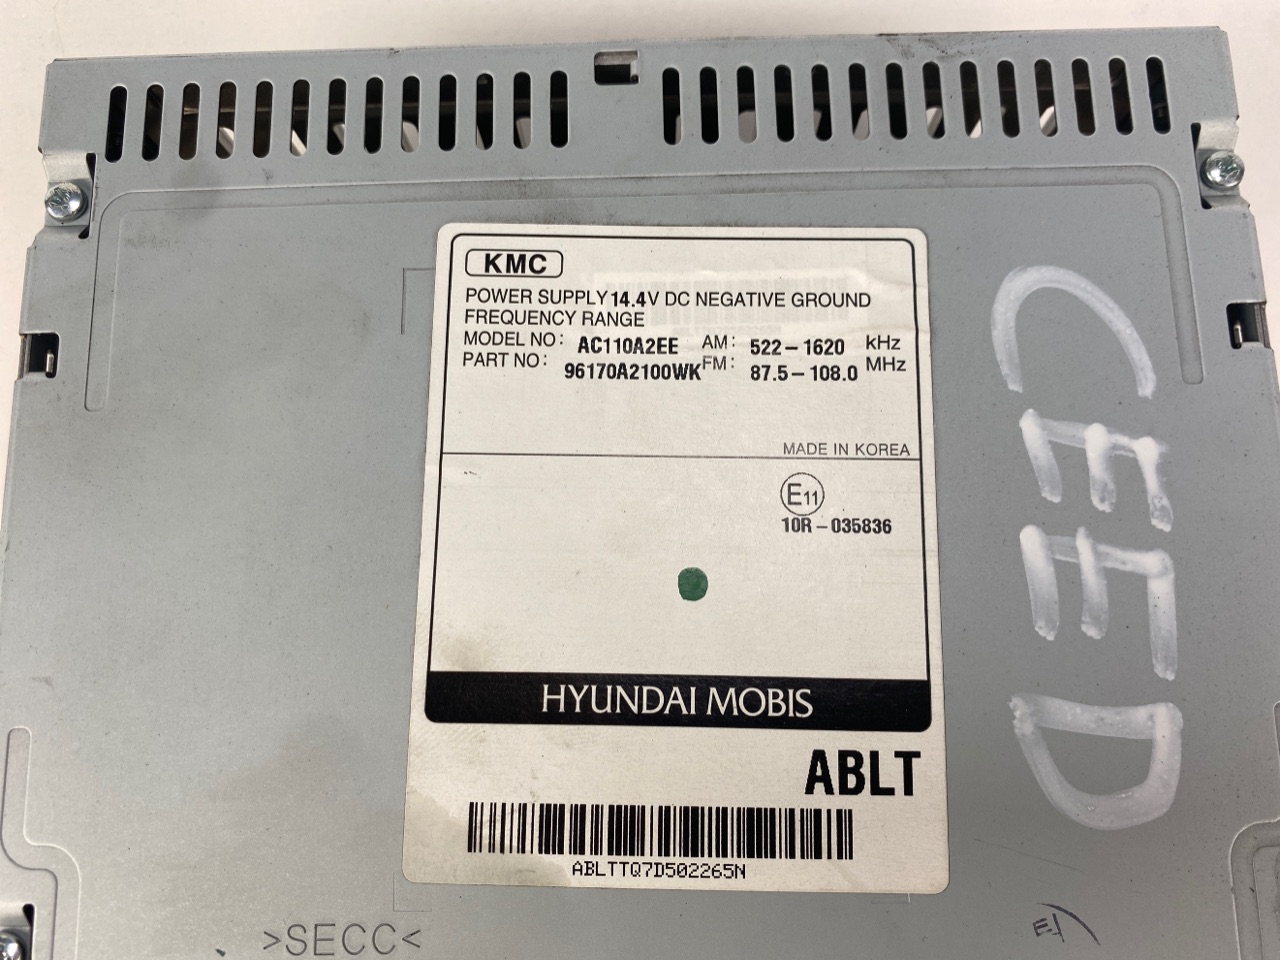 KMC
POWER SUPPLY 14.4V DC NEGATIVE GROUND
FREQUENCY RANGE
MODEL NO: AC110A2EE AM: 522-1620 kHz
PART NO: 96170A2100WK FM: 87.5-108.0 MHz
MADE IN KOREA
E11
10R-035836
HYUNDAI MOBIS
ABLT
ABLTTQ7D502265N
CEED
>SECC<